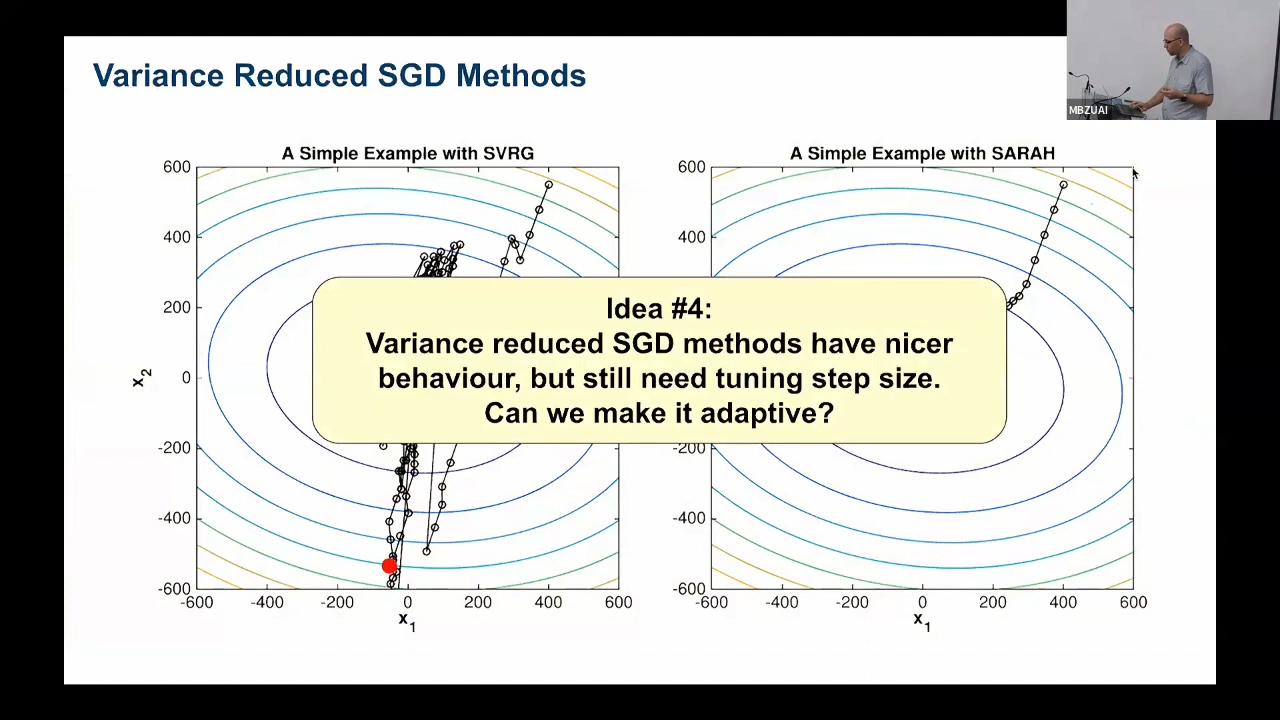 Variance Reduced SGD Methods
MBZUAI
A Simple Example with SVRG
600
400
200
0
-200
-400
-600
x2
-600
-400
-200
0
200
400
600
x1
A Simple Example with SARAH
600
400
200
-200
-400
-600
-600
-400
-200
0
200
400
600
x1
Idea #4:
Variance reduced SGD methods have nicer
behaviour, but still need tuning step size.
Can we make it adaptive?